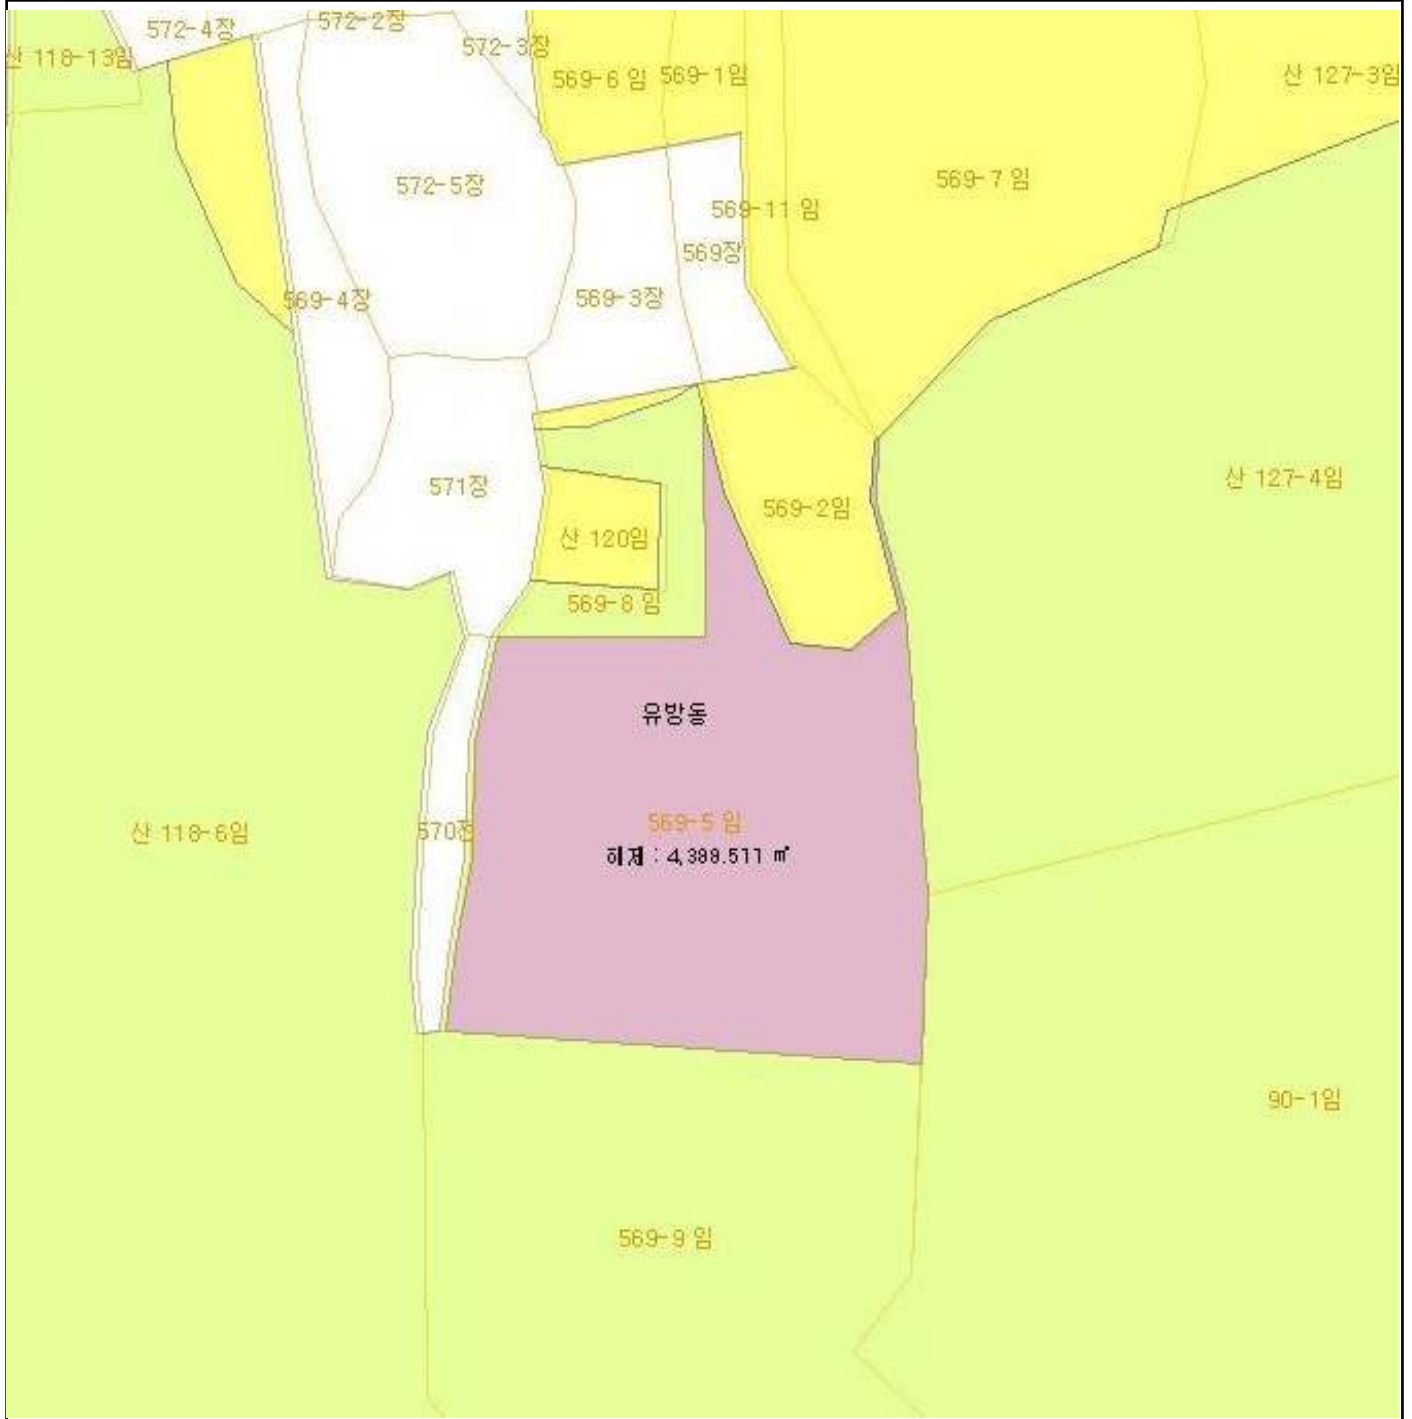 572-4장
572-2장
572-3장
산 118-13임
569-6 임
569-1임
산 127-3임
572-5장
569-7 임
569-11 임
569장
569-4장
569-3장
571장
산 127-4임
569-2임
산 120임
569-8 임
유방동
569-5 임
산 118-6임
570전
해제 : 4,399.511 ㎡
90-1임
569-9 임